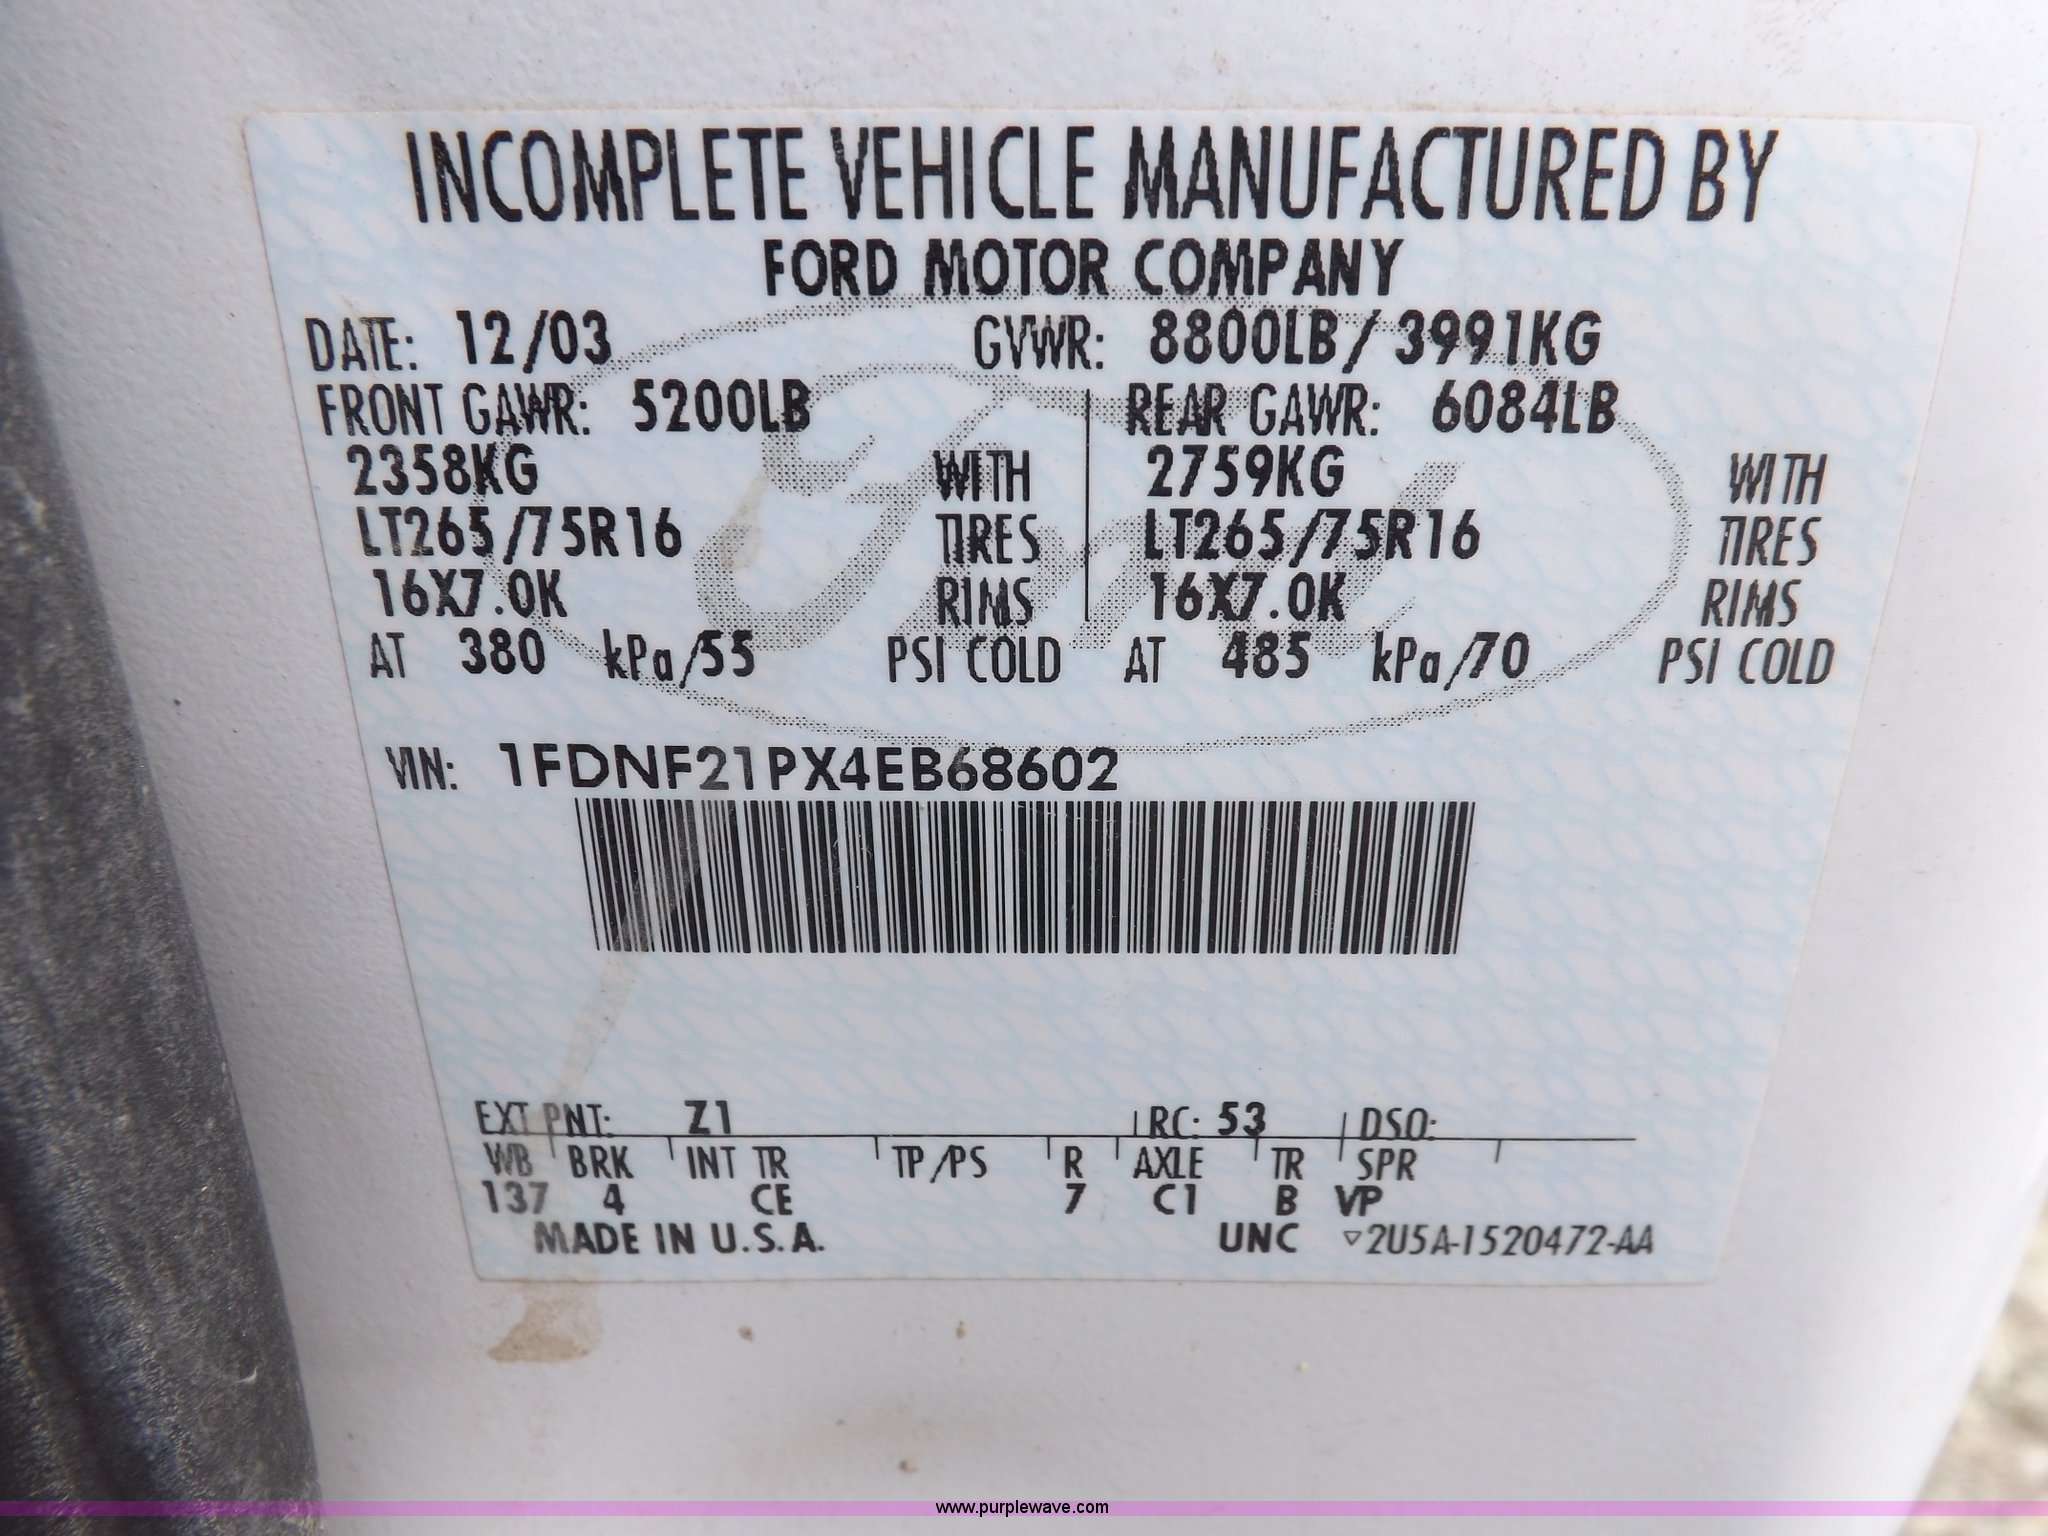 INCOMPLETE VEHICLE MANUFACTURED BY
FORD MOTOR COMPANY
DATE: 12/03 GVWR: 8800LB / 3991KG
FRONT GAWR: 5200LB REAR GAWR: 6084LB
2358KG WITH 2759KG WITH
LT265/75R16 TIRES LT265/75R16 TIRES
16X7.0K RIMS 16X7.0K RIMS
AT 380 kPa/55 PSI COLD AT 485 kPa/70 PSI COLD
Ford
VIN: 1FDNF21PX4EB68602
EXT PNT: Z1 RC: 53 DSO:
WB BRK INT TR TP/PS R AXLE TR SPR
137 4 CE 7 C1 B VP
MADE IN U.S.A. UNC ▽2U5A-1520472-AA
www.purplewave.com